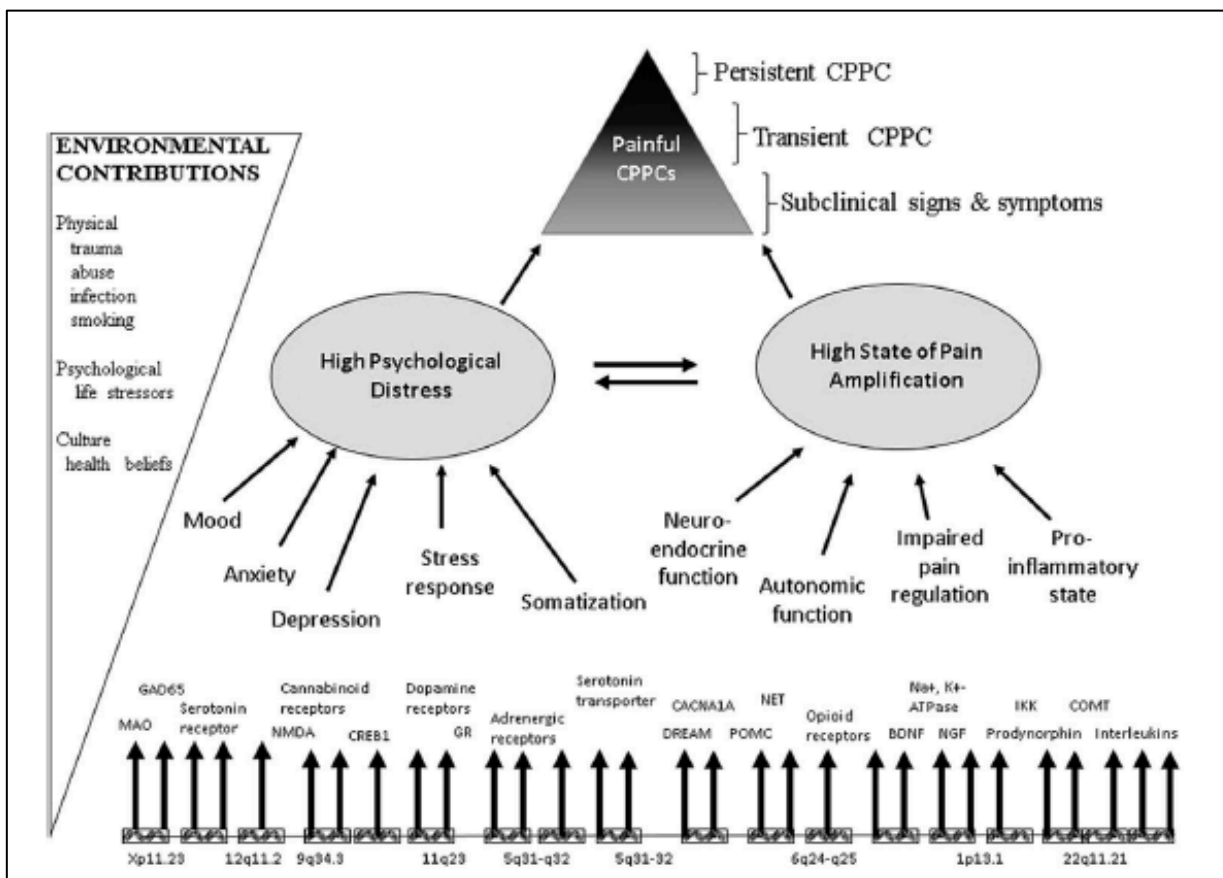 Persistent CPPC
Transient CPPC
Painful
CPPCs
Subclinical signs & symptoms
ENVIRONMENTAL
CONTRIBUTIONS
Physical
trauma
abuse
infection
smoking
Psychological
life stressors
Culture
health beliefs
High Psychological
Distress
High State of Pain
Amplification
Mood
Anxiety
Depression
Stress
response
Somatization
Neuro-
endocrine
function
Autonomic
function
Impaired
pain
regulation
Pro-
inflammatory
state
GAD65
MAO
Serotonin
receptor
Cannabinoid
receptors
NMDA
CREB1
Dopamine
receptors
GR
Adrenergic
receptors
Serotonin
transporter
CACNA1A
DREAM
NET
POMC
Opioid
receptors
Na+, K+-
ATPase
BDNF
NGF
IKK
Prodynorphin
COMT
Interleukins
Xp11.23
12q11.2
9q34.3
11q23
5q31-q32
5q31-32
6q24-q25
1p13.1
22q11.21